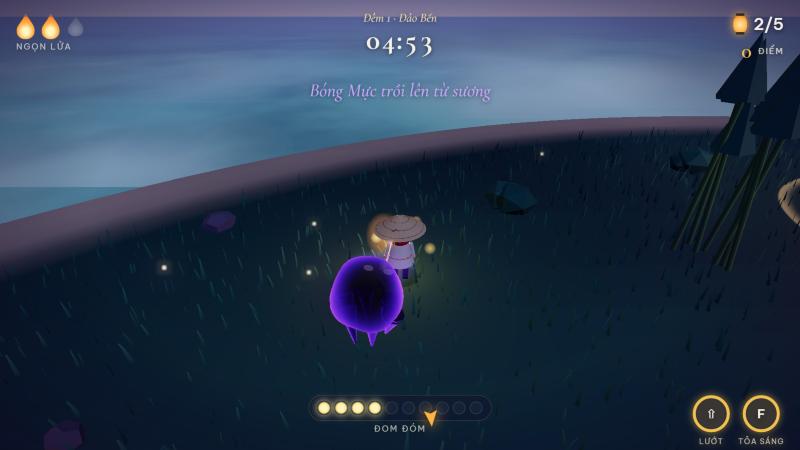 Đêm 1 · Đảo Bến
04:53
NGỌN LỬA
2/5
0 ĐIỂM
Bóng Mực trồi lên từ sương
ĐOM ĐÓM
⇧
F
LƯỚT
TỎA SÁNG